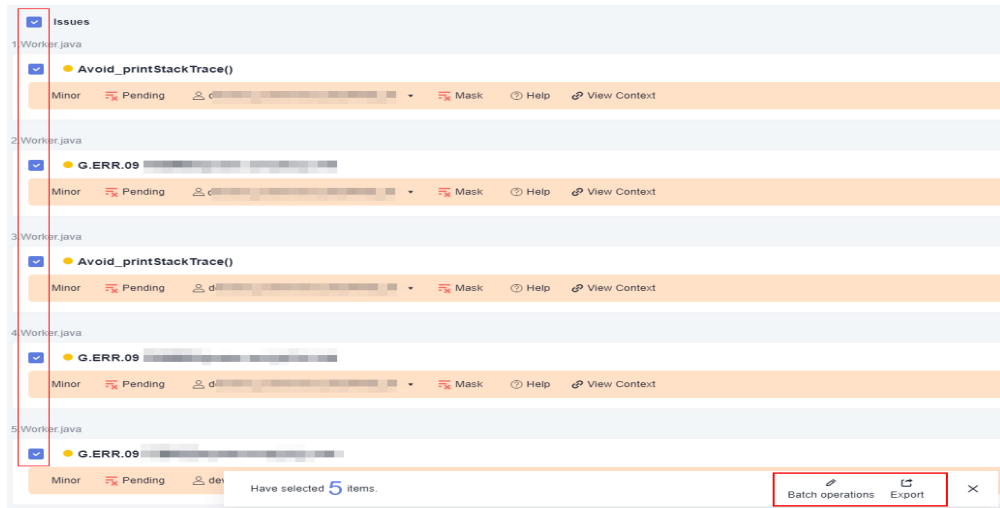 Issues
1.Worker.java
Avoid_printStackTrace()
Minor Pending Mask Help View Context
2.Worker.java
G.ERR.09
Minor Pending Mask Help View Context
3.Worker.java
Avoid_printStackTrace()
Minor Pending Mask Help View Context
4.Worker.java
G.ERR.09
Minor Pending Mask Help View Context
5.Worker.java
G.ERR.09
Minor Pending
Have selected 5 items.
Batch operations Export